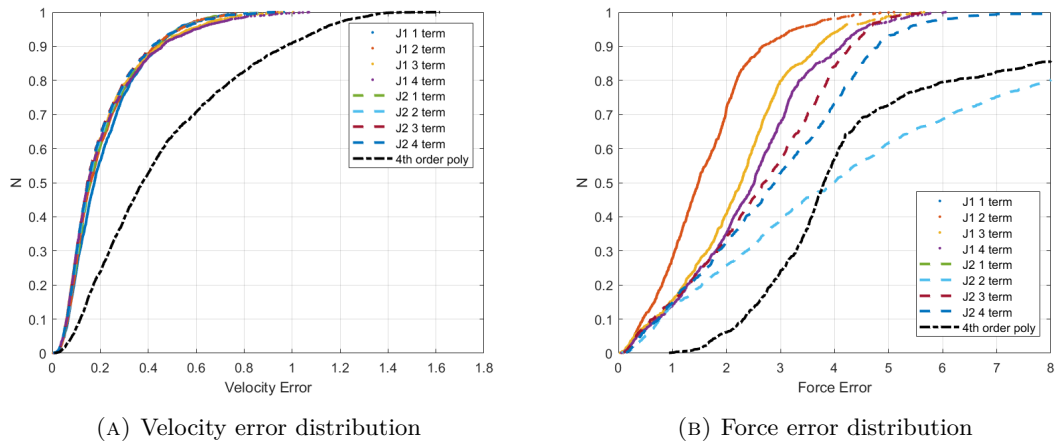 1
0.9
0.8
0.7
0.6
0.5
0.4
0.3
0.2
0.1
0
N
0 0.2 0.4 0.6 0.8 1 1.2 1.4 1.6 1.8
Velocity Error
J1 1 term
J1 2 term
J1 3 term
J1 4 term
J2 1 term
J2 2 term
J2 3 term
J2 4 term
4th order poly
(A) Velocity error distribution
1
0.9
0.8
0.7
0.6
0.5
0.4
0.3
0.2
0.1
0
N
0 1 2 3 4 5 6 7 8
Force Error
J1 1 term
J1 2 term
J1 3 term
J1 4 term
J2 1 term
J2 2 term
J2 3 term
J2 4 term
4th order poly
(B) Force error distribution